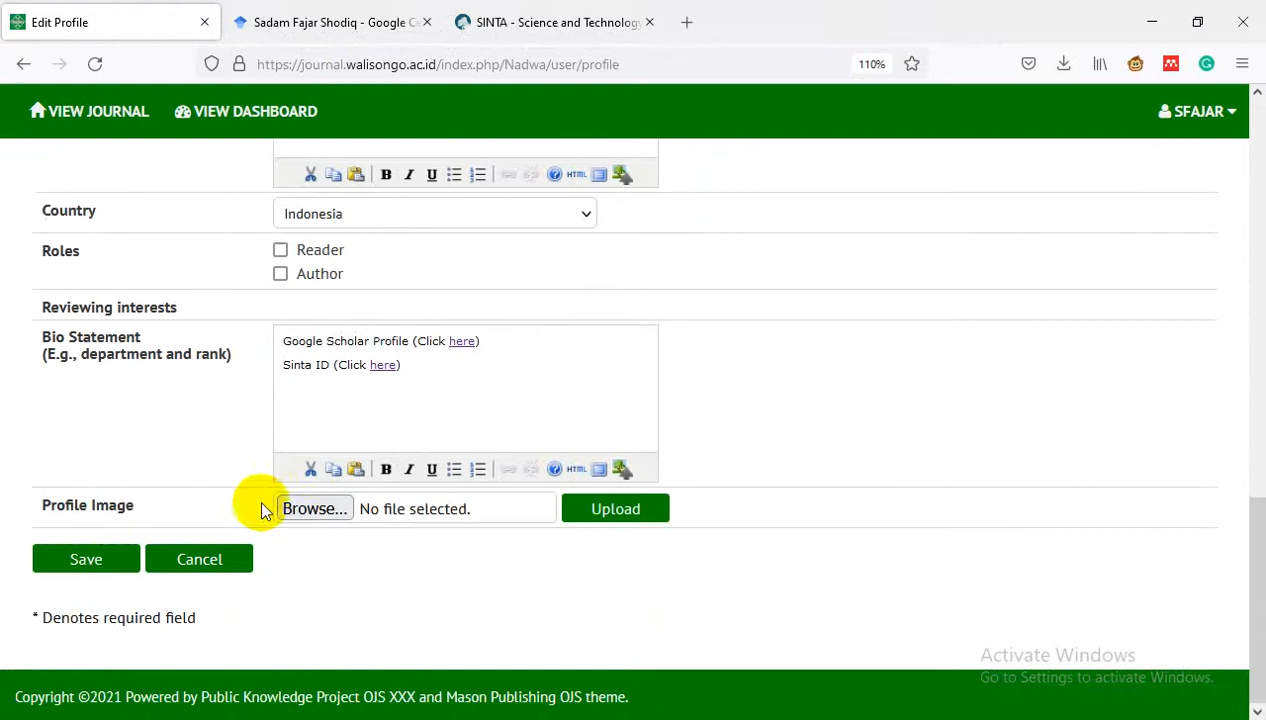 Edit Profile
Sadam Fajar Shodiq - Google
SINTA - Science and Technology
https://journal.walisongo.ac.id/index.php/Nadwa/user/profile
110%
VIEW JOURNAL
VIEW DASHBOARD
SFAJAR
B I U
HTML
Country
Indonesia
Roles
Reader
Author
Reviewing interests
Bio Statement
(E.g., department and rank)
Google Scholar Profile (Click here)
Sinta ID (Click here)
B I U
HTML
Profile Image
Browse...
No file selected.
Upload
Save
Cancel
* Denotes required field
Activate Windows
Go to Settings to activate Windows.
Copyright ©2021 Powered by Public Knowledge Project OJS XXX and Mason Publishing OJS theme.